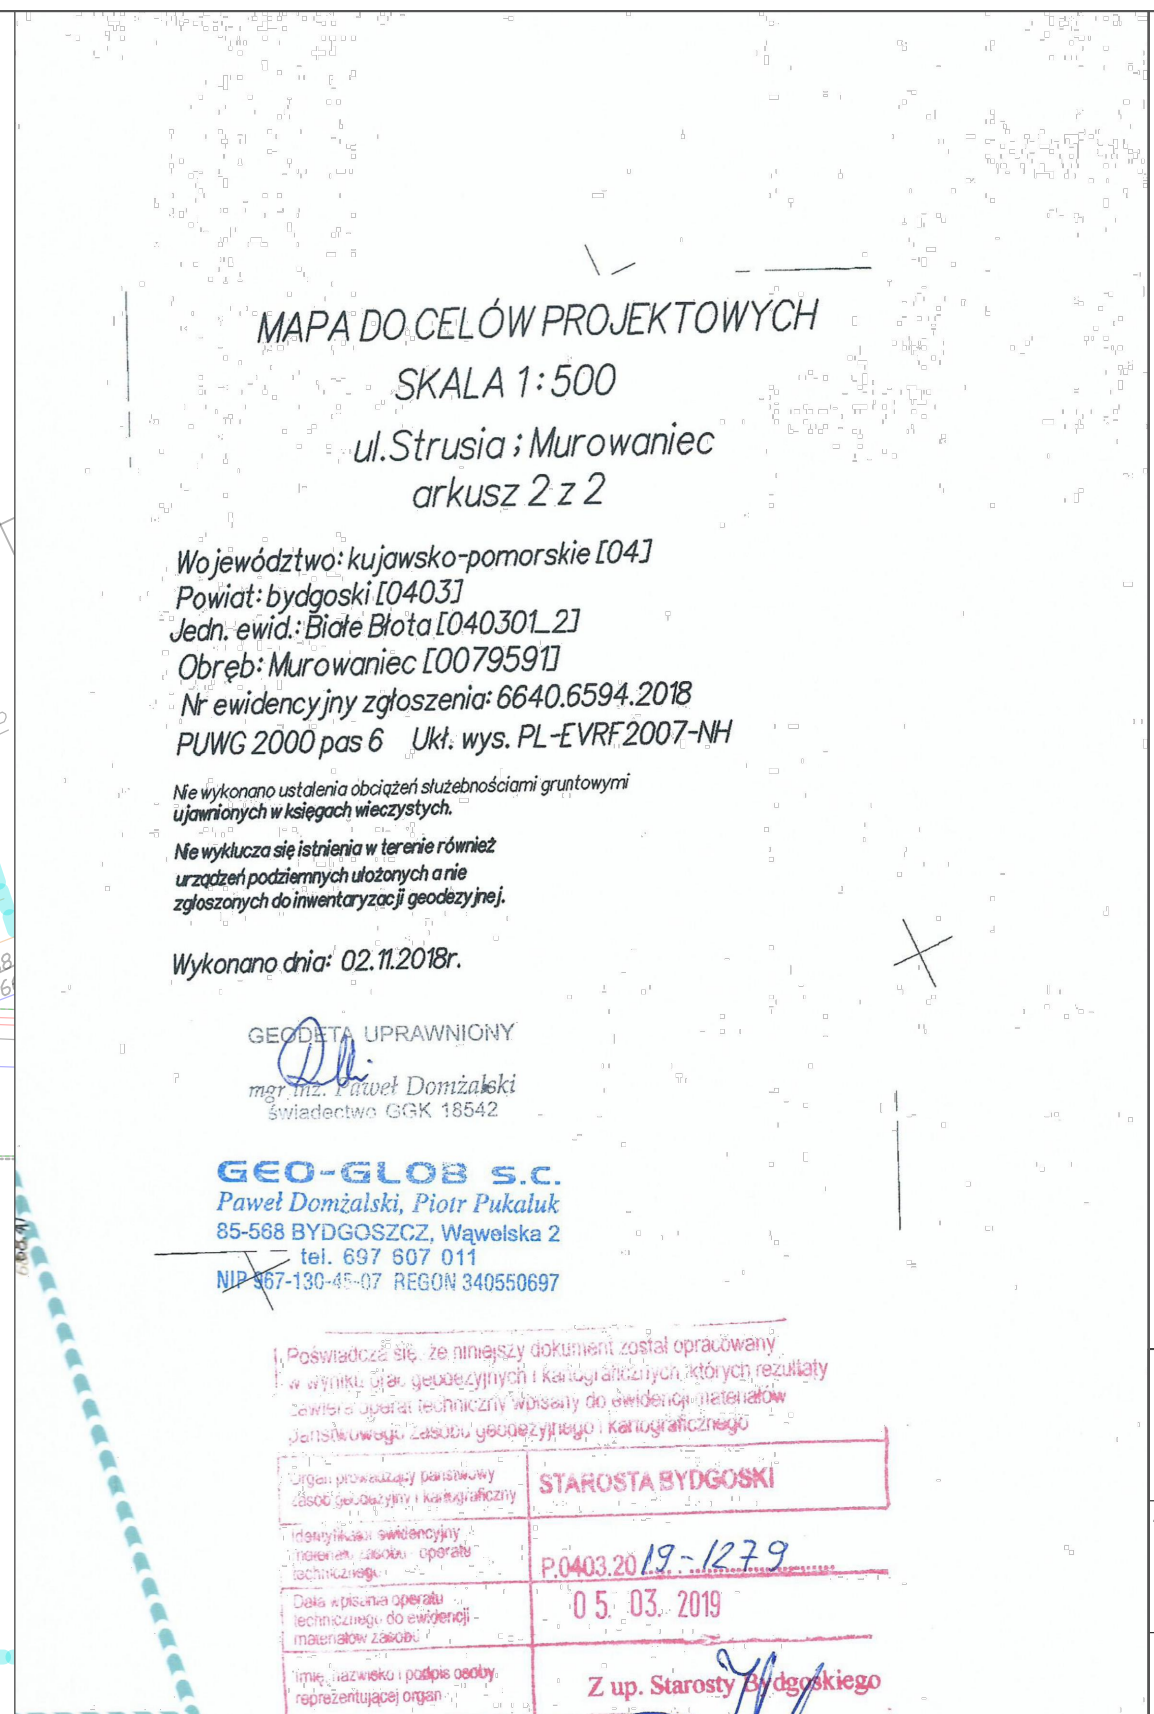 MAPA DO CELÓW PROJEKTOWYCH
SKALA 1:500
ul.Strusia ; Murowaniec
arkusz 2 z 2
Województwo: kujawsko-pomorskie [04]
Powiat: bydgoski [0403]
Jedn. ewid.: Białe Błota [040301_2]
Obręb: Murowaniec [0079591]
Nr ewidencyjny zgłoszenia: 6640.6594.2018
PUWG 2000 pas 6 Ukł. wys. PL-EVRF2007-NH
Nie wykonano ustalenia obciążeń służebnościami gruntowymi
ujawnionych w księgach wieczystych.
Nie wyklucza się istnienia w terenie również
urządzeń podziemnych ułożonych a nie
zgłoszonych do inwentaryzacji geodezyjnej.
Wykonano dnia: 02.11.2018r.
GEODETA UPRAWNIONY
mgr inż. Paweł Domżalski
świadectwo GGK 18542
GEO-GLOB s.c.
Paweł Domżalski, Piotr Pukaluk
85-568 BYDGOSZCZ, Wąwelska 2
tel. 697 607 011
NIP 967-130-45-07 REGON 340550697
Poświadcza się, że niniejszy dokument został opracowany
w wyniku prac geodezyjnych i kartograficznych, których rezultaty
zawiera operat techniczny wpisany do ewidencji materiałów
państwowego zasobu geodezyjnego i kartograficznego
Organ prowadzący państwowy
zasób geodezyjny i kartograficzny
STAROSTA BYDGOSKI
Identyfikator ewidencyjny
materiału zasobu - operatu
technicznego
P.0403.2019-1279
Data wpisania operatu
technicznego do ewidencji
materiałów zasobu
05. 03. 2019
Imię, nazwisko i podpis osoby
reprezentującej organ
Z up. Starosty Bydgoskiego